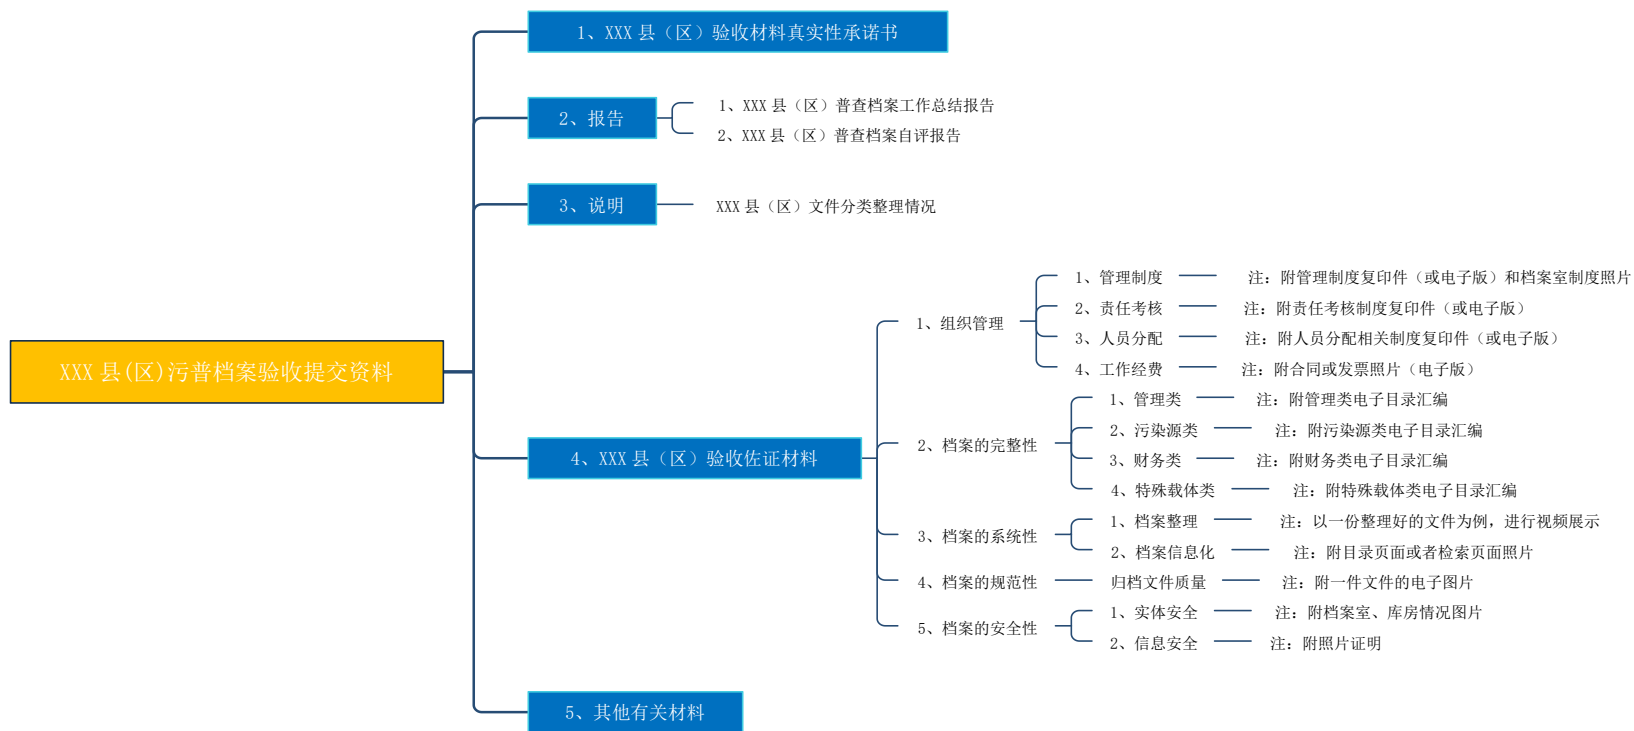 XXX 县(区)污普档案验收提交资料
1、XXX 县（区）验收材料真实性承诺书
2、报告
1、XXX 县（区）普查档案工作总结报告
2、XXX 县（区）普查档案自评报告
3、说明
XXX 县（区）文件分类整理情况
4、XXX 县（区）验收佐证材料
1、组织管理
1、管理制度
注：附管理制度复印件（或电子版）和档案室制度照片
2、责任考核
注：附责任考核制度复印件（或电子版）
3、人员分配
注：附人员分配相关制度复印件（或电子版）
4、工作经费
注：附合同或发票照片（电子版）
2、档案的完整性
1、管理类
注：附管理类电子目录汇编
2、污染源类
注：附污染源类电子目录汇编
3、财务类
注：附财务类电子目录汇编
4、特殊载体类
注：附特殊载体类电子目录汇编
3、档案的系统性
1、档案整理
注：以一份整理好的文件为例，进行视频展示
2、档案信息化
注：附目录页面或者检索页面照片
4、档案的规范性
归档文件质量
注：附一件文件的电子图片
5、档案的安全性
1、实体安全
注：附档案室、库房情况图片
2、信息安全
注：附照片证明
5、其他有关材料